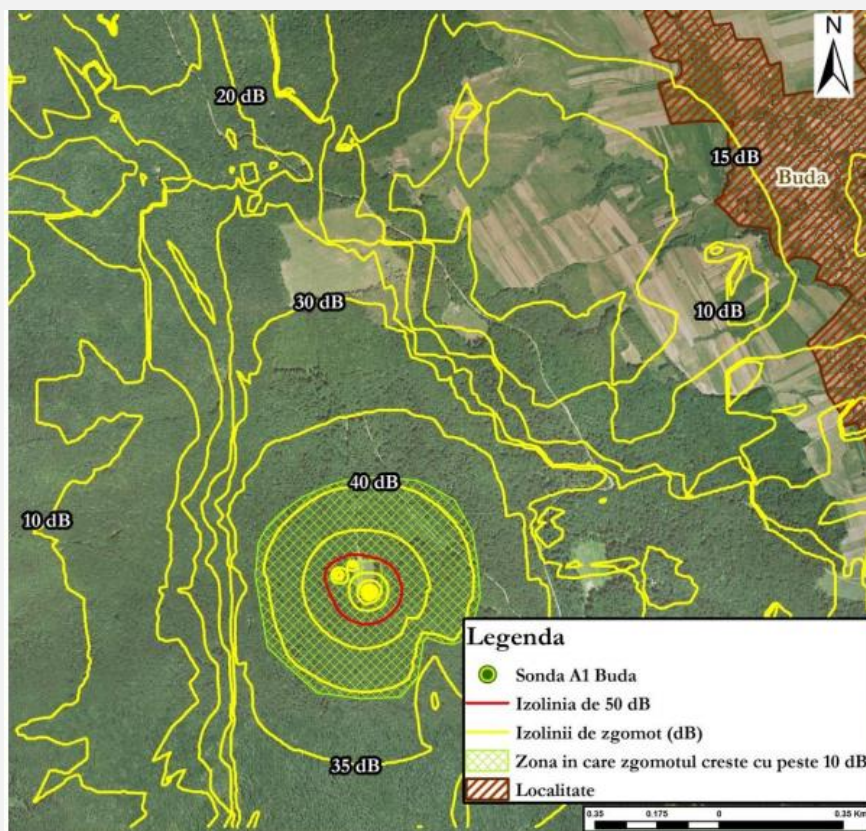 N
20 dB
15 dB
Buda
30 dB
10 dB
40 dB
10 dB
35 dB
Legenda
Sonda A1 Buda
Izolinia de 50 dB
Izolinii de zgomot (dB)
Zona in care zgomotul creste cu peste 10 dB
Localitate
0.35 0.175 0 0.35 Km